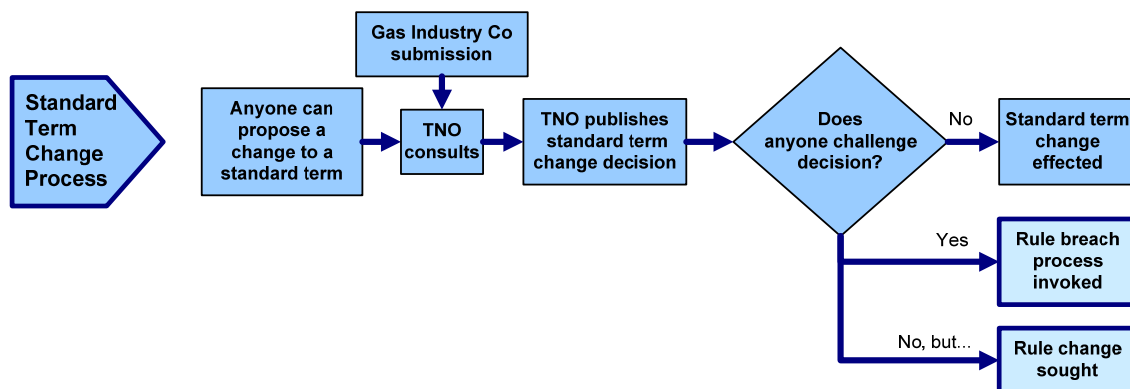 Standard
Term
Change
Process
Anyone can
propose a
change to a
standard term
Gas Industry Co
submission
TNO
consults
TNO publishes
standard term
change decision
Does
anyone challenge
decision?
No
Standard term
change
effected
Yes
Rule breach
process
invoked
No, but...
Rule change
sought